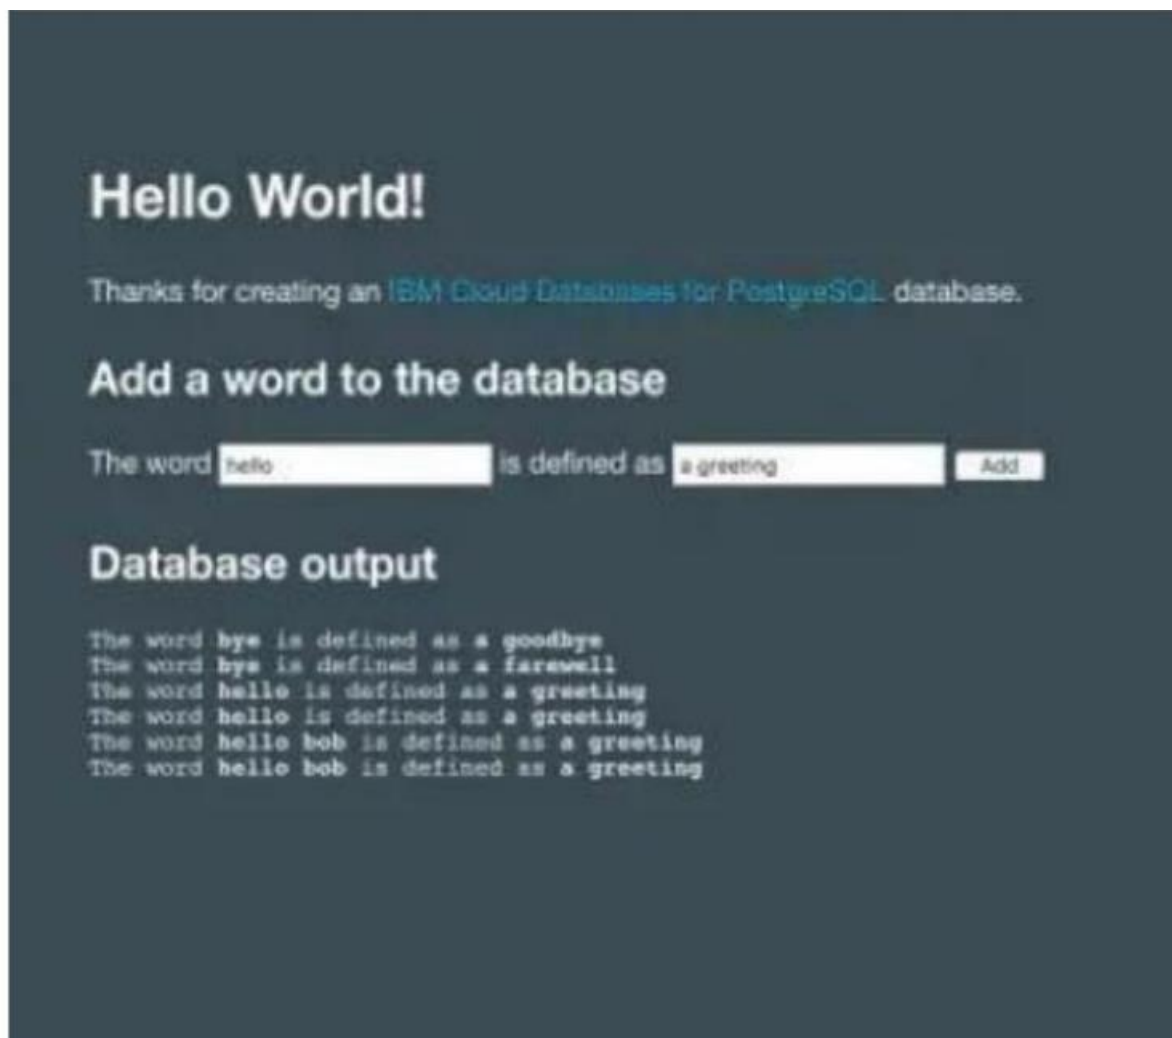 Hello World!
Thanks for creating an IBM Cloud Databases for PostgreSQL database.
Add a word to the database
The word hello is defined as a greeting Add
Database output
The word bye is defined as a goodbye
The word bye is defined as a farewell
The word hello is defined as a greeting
The word hello is defined as a greeting
The word hello bob is defined as a greeting
The word hello bob is defined as a greeting